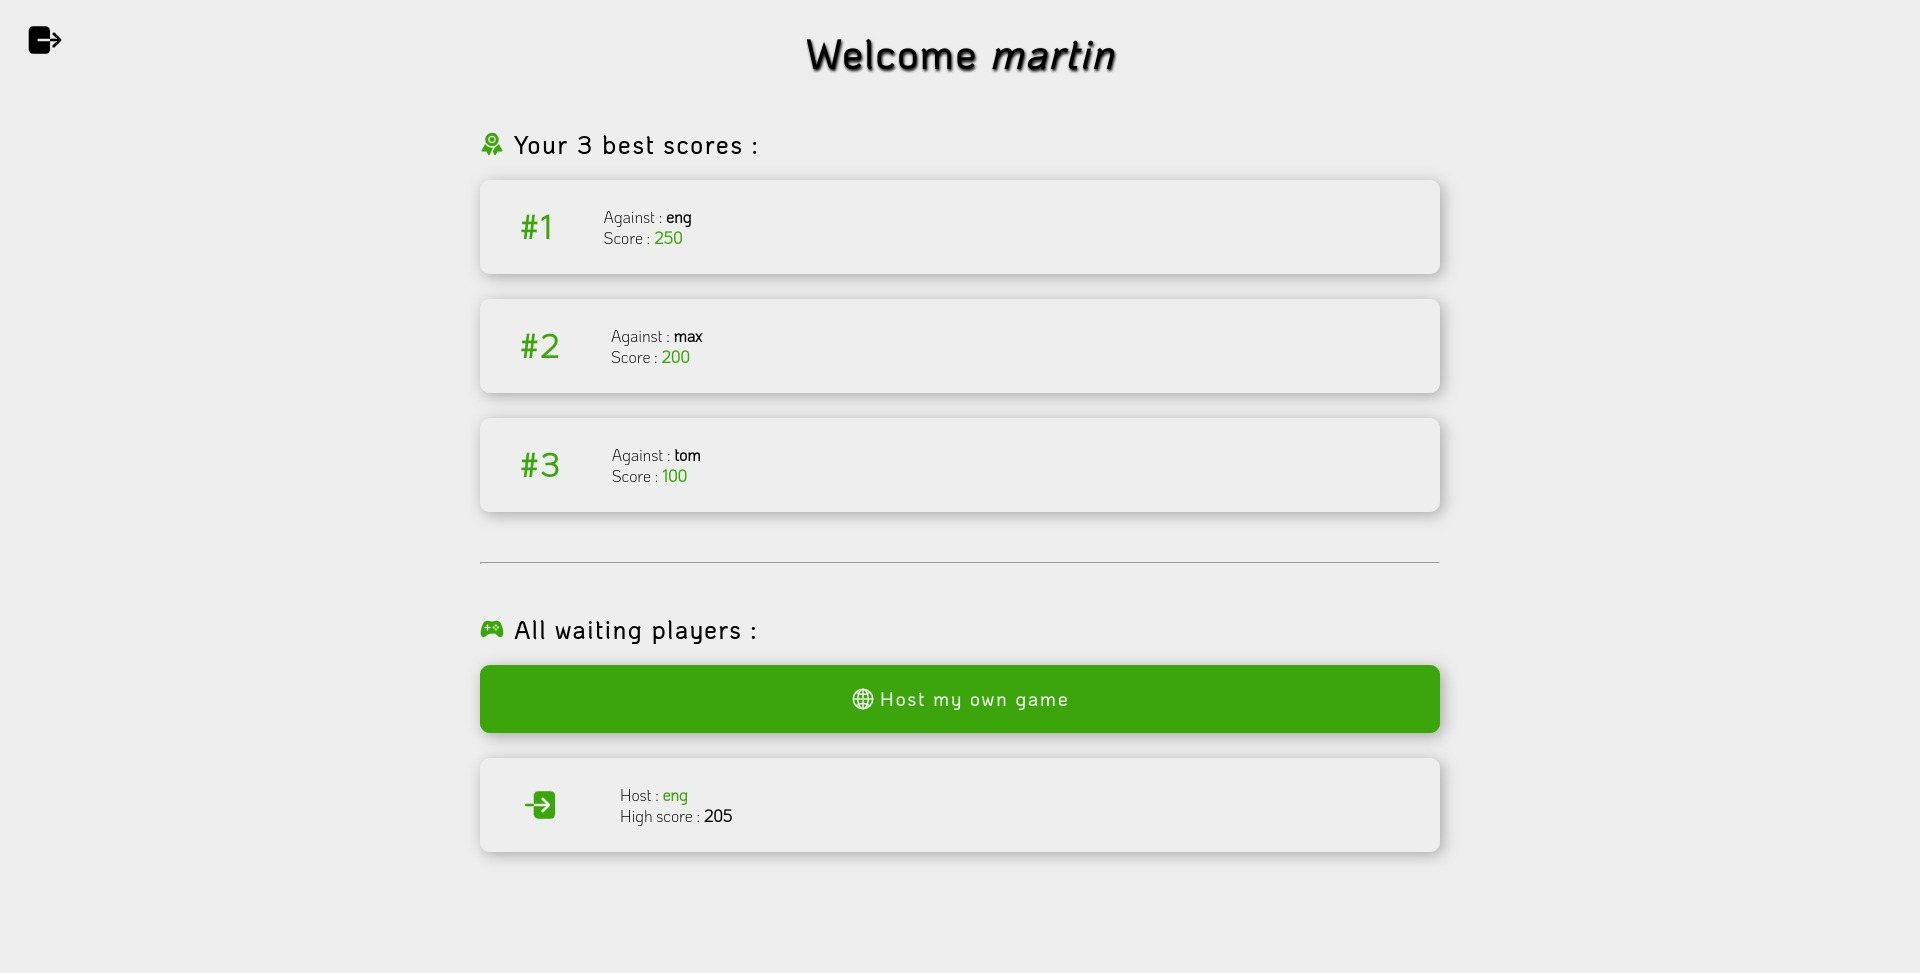 Welcome martin
Your 3 best scores :
#1
Against : eng
Score : 250
#2
Against : max
Score : 200
#3
Against : tom
Score : 100
All waiting players :
Host my own game
Host : eng
High score : 205